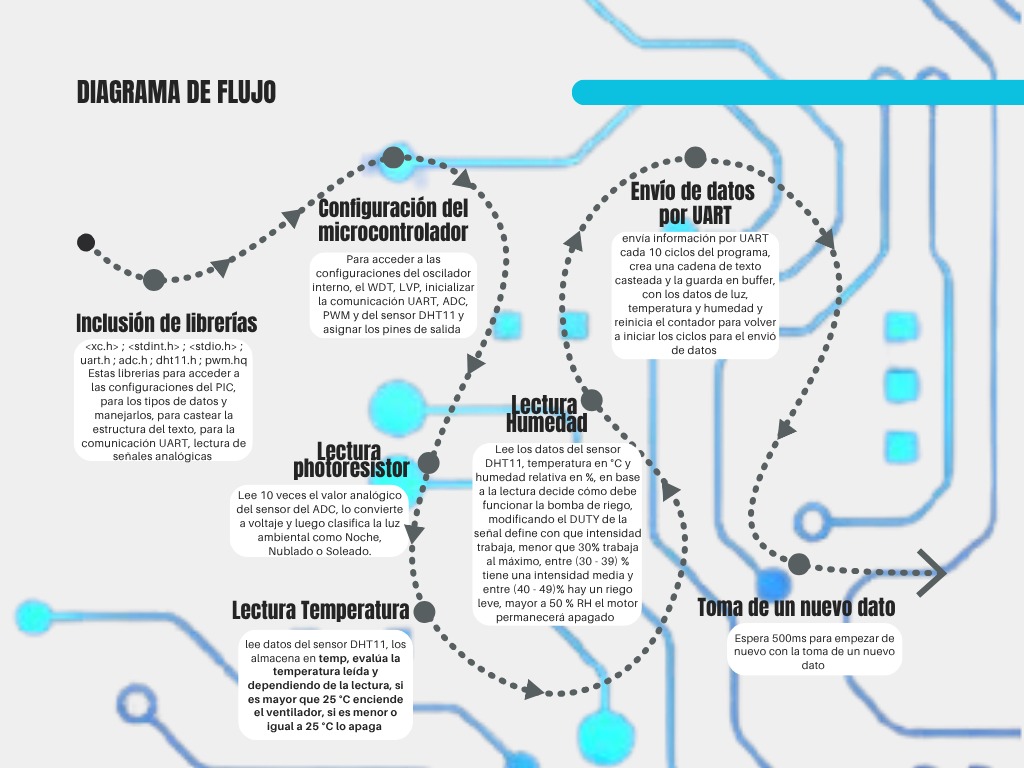 DIAGRAMA DE FLUJO
Inclusión de librerías
<xc.h> ; <stdint.h> ; <stdio.h> ;
uart.h ; adc.h ; dht11.h ; pwm.hq
Estas librerias para acceder a
las configuraciones del PIC,
para los tipos de datos y
manejarlos, para castear la
estructura del texto, para la
comunicación UART, lectura de
señales analógicas
Configuración del
microcontrolador
Para acceder a las
configuraciones del oscilador
interno, el WDT, LVP, inicializar
la comunicación UART, ADC,
PWM y del sensor DHT11 y
asignar los pines de salida
Lectura
photoresistor
Lee 10 veces el valor analógico
del sensor del ADC, lo convierte
a voltaje y luego clasifica la luz
ambiental como Noche,
Nublado o Soleado.
Lectura Temperatura
lee datos del sensor DHT11, los
almacena en temp, evalúa la
temperatura leída y
dependiendo de la lectura, si
es mayor que 25 °C enciende
el ventilador, si es menor o
igual a 25 °C lo apaga
Lectura
Humedad
Lee los datos del sensor
DHT11, temperatura en °C y
humedad relativa en %, en base
a la lectura decide cómo debe
funcionar la bomba de riego,
modificando el DUTY de la
señal define con que intensidad
trabaja, menor que 30% trabaja
al máximo, entre (30 - 39) %
tiene una intensidad media y
entre (40 - 49)% hay un riego
leve, mayor a 50 % RH el motor
permanecerá apagado
Envío de datos
por UART
envía información por UART
cada 10 ciclos del programa,
crea una cadena de texto
casteada y la guarda en buffer,
con los datos de luz,
temperatura y humedad y
reinicia el contador para volver
a iniciar los ciclos para el envió
de datos
Toma de un nuevo dato
Espera 500ms para empezar de
nuevo con la toma de un nuevo
dato